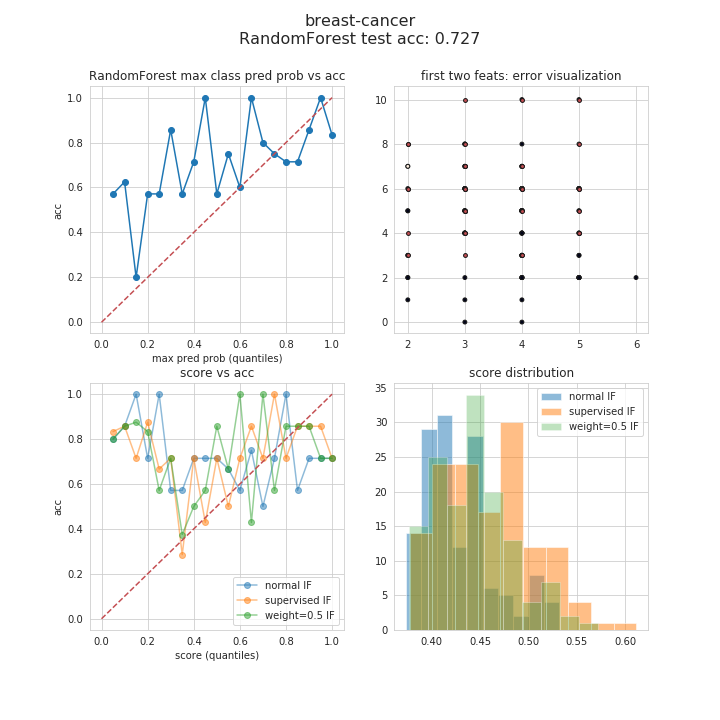 breast-cancer
RandomForest test acc: 0.727
RandomForest max class pred prob vs acc
1.0
0.8
0.6
0.4
0.2
0.0
acc
0.0 0.2 0.4 0.6 0.8 1.0
max pred prob (quantiles)
first two feats: error visualization
10
8
6
4
2
0
2 3 4 5 6
score vs acc
1.0
0.8
0.6
0.4
0.2
0.0
acc
normal IF
supervised IF
weight=0.5 IF
0.0 0.2 0.4 0.6 0.8 1.0
score (quantiles)
score distribution
35
30
25
20
15
10
5
0
normal IF
supervised IF
weight=0.5 IF
0.40 0.45 0.50 0.55 0.60